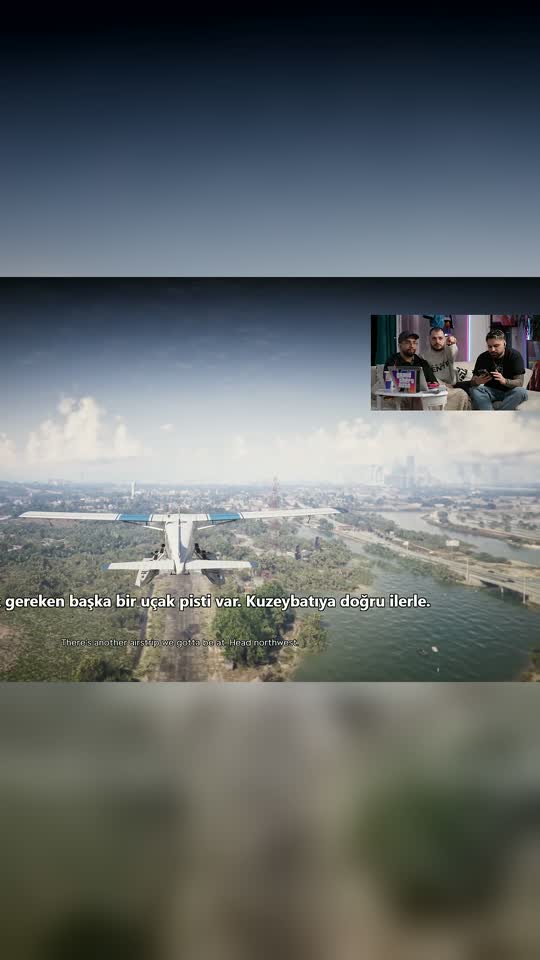 gereken başka bir uçak pisti var. Kuzeybatıya doğru ilerle.
There's another airstrip we gotta be at. Head northwest.